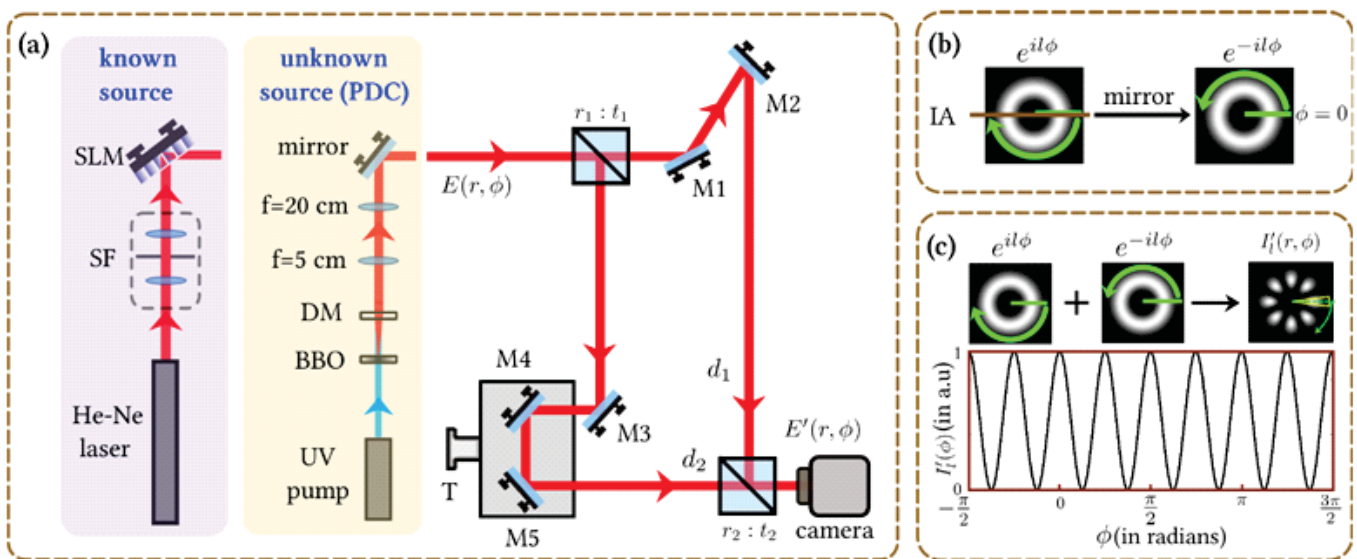 (a)
known
source
unknown
source (PDC)
SLM
SF
He-Ne
laser
mirror
f=20 cm
f=5 cm
DM
BBO
UV
pump
E(r, ϕ)
r₁ : t₁
M1
M2
M3
M4
M5
T
d₁
d₂
E′(r, ϕ)
r₂ : t₂
camera
(b)
e^{ilϕ}
e^{−ilϕ}
IA
mirror
ϕ = 0
(c)
e^{ilϕ}
e^{−ilϕ}
I′ₗ(r, ϕ)
+
I′ₗ(ϕ)(in a.u)
1
0
−π/2
0
π/2
π
3π/2
ϕ(in radians)